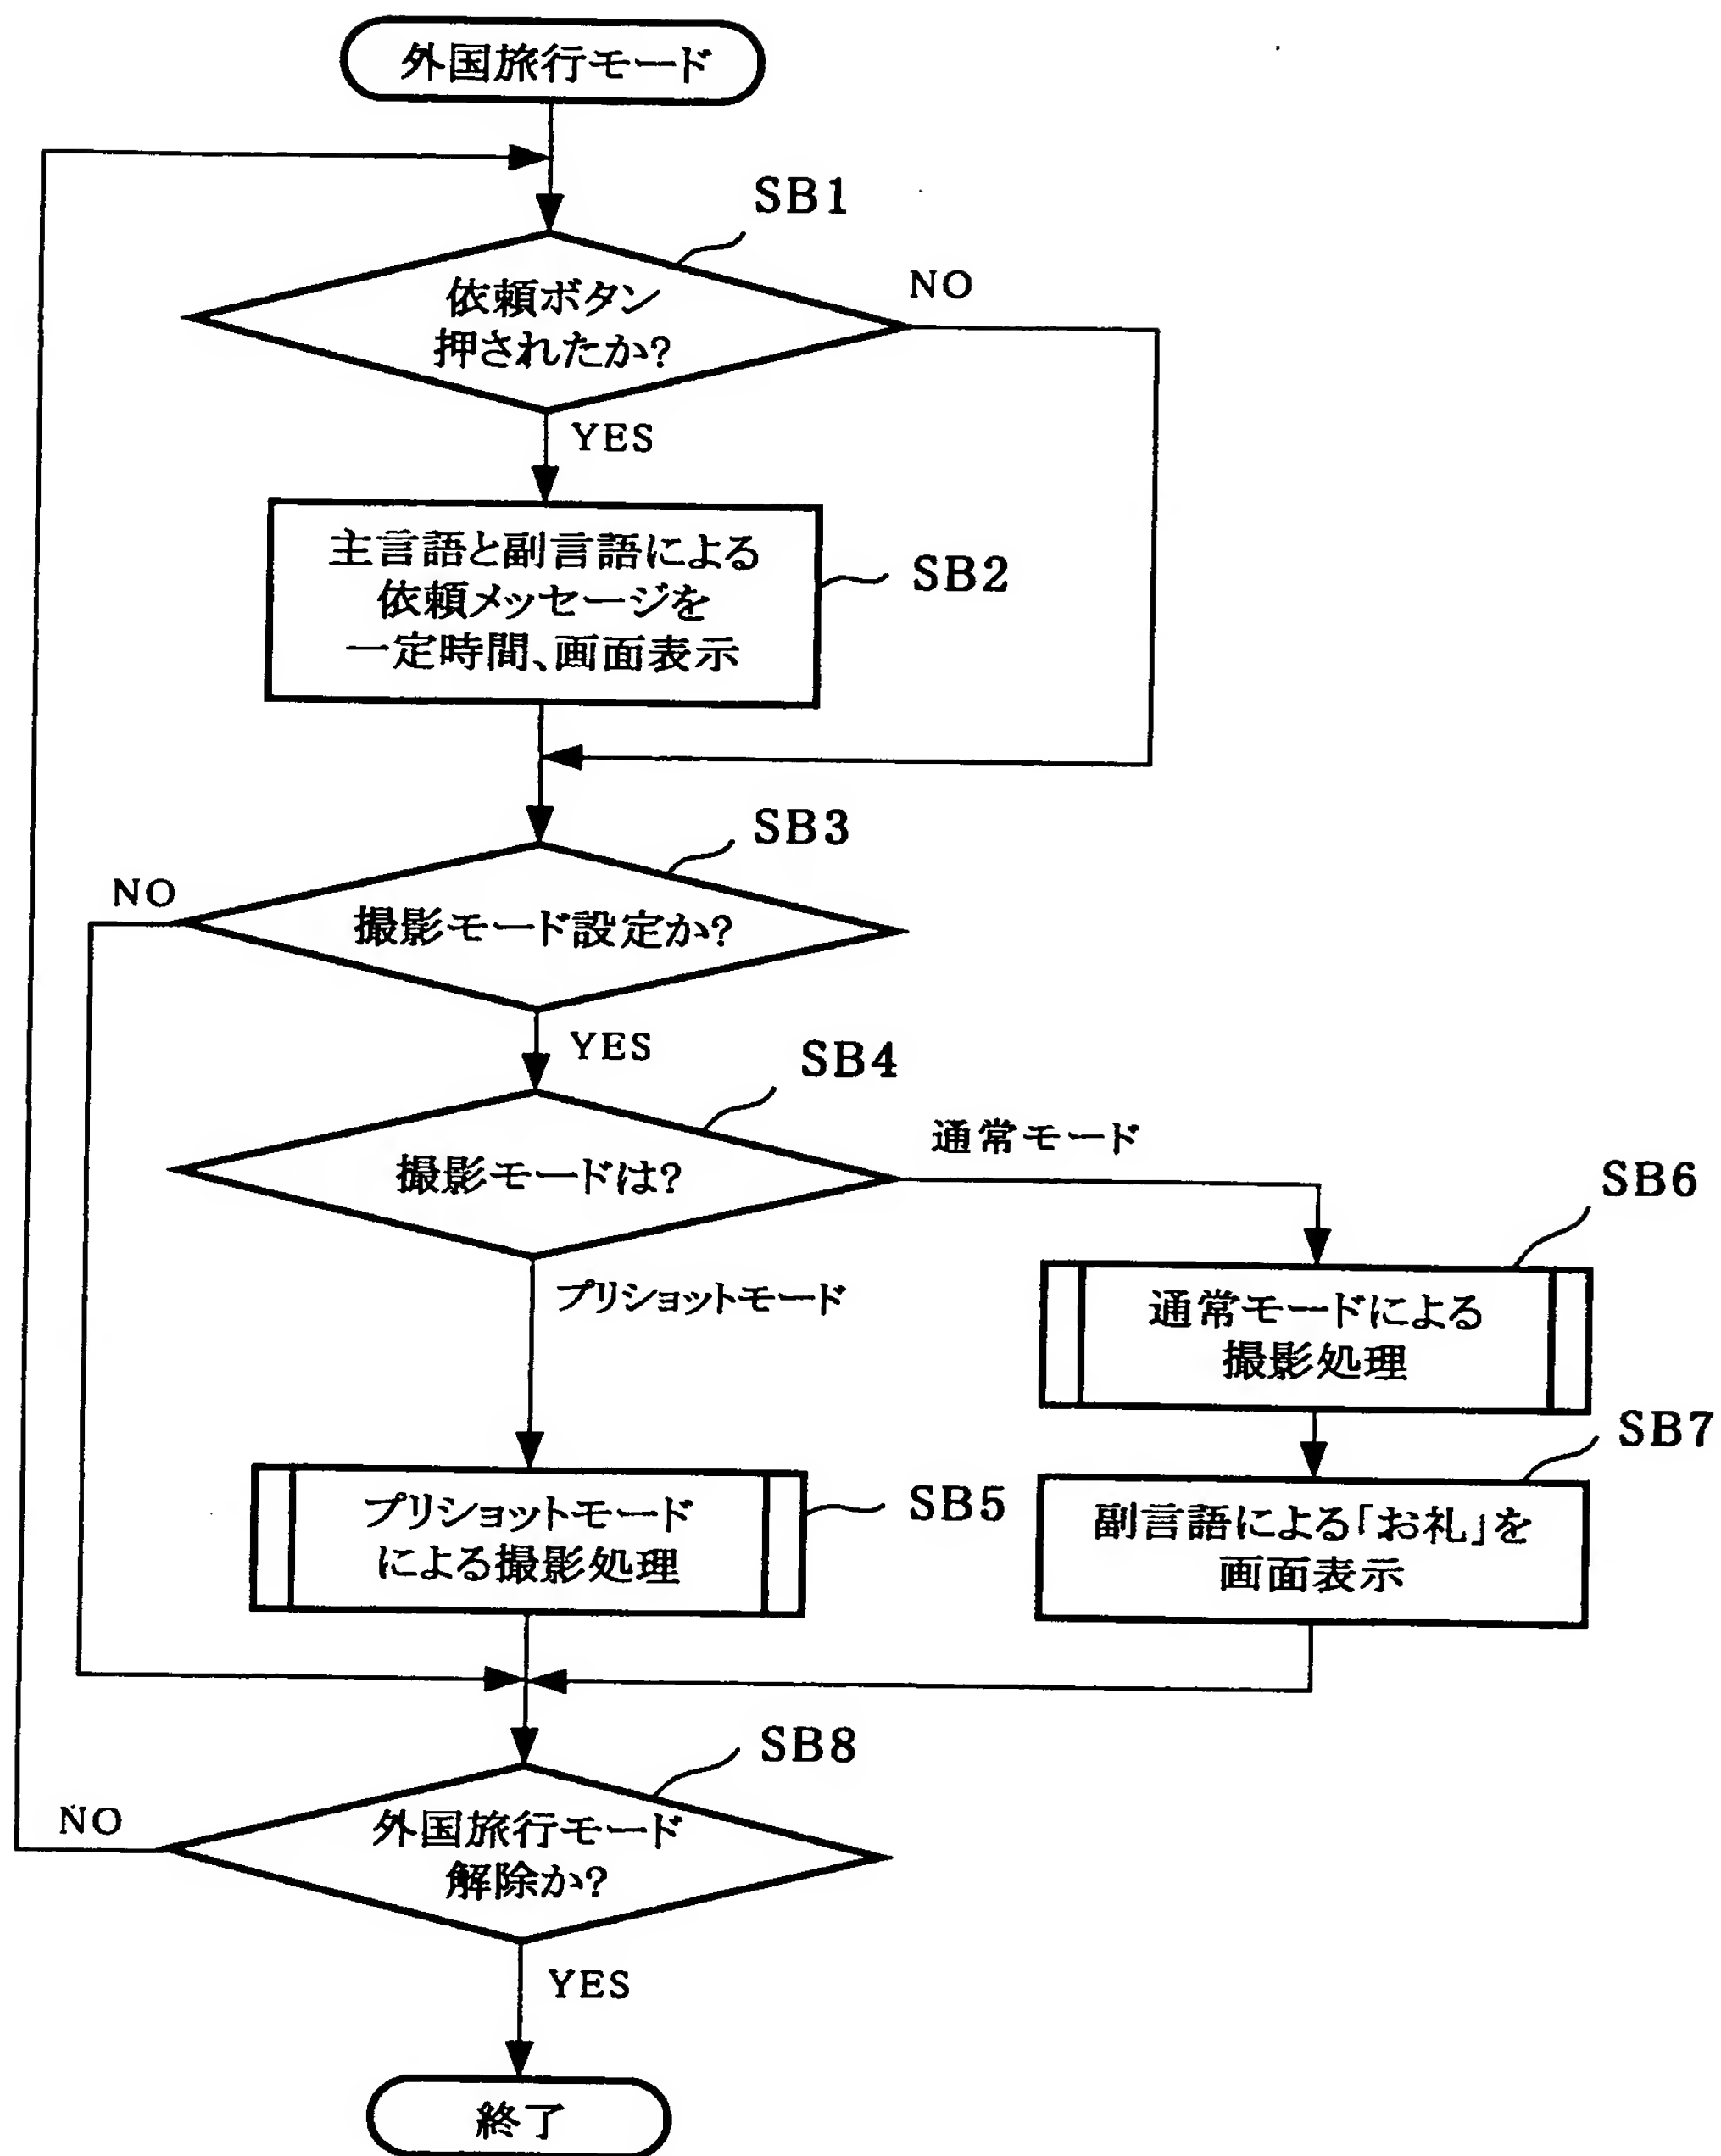 外国旅行モード
SB1
依頼ボタン
押されたか?
NO
YES
主言語と副言語による
依頼メッセージを
一定時間、画面表示
SB2
SB3
NO
撮影モード設定か?
YES
SB4
撮影モードは?
通常モード
プリショットモード
SB6
通常モードによる
撮影処理
SB5
プリショットモード
による撮影処理
SB7
副言語による「お礼」を
画面表示
SB8
NO
外国旅行モード
解除か?
YES
終了